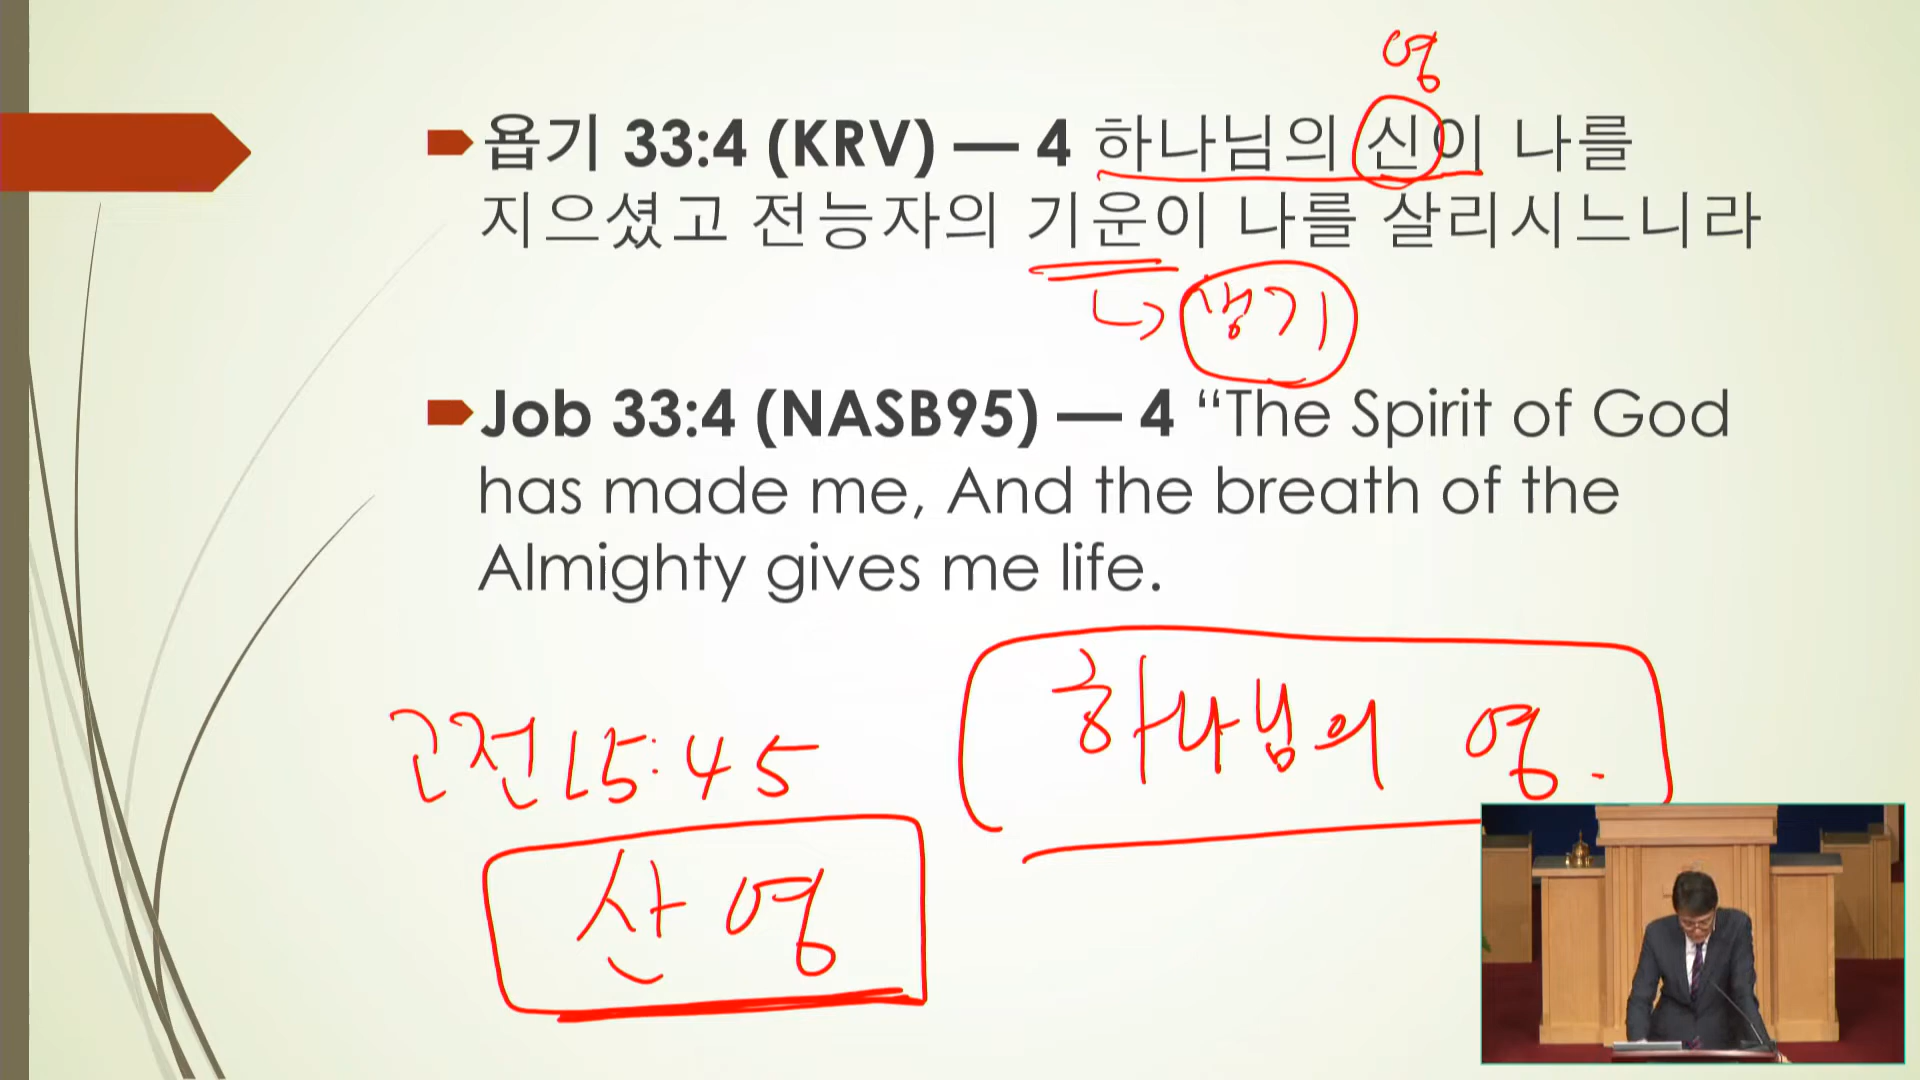 영
욥기 33:4 (KRV) — 4 하나님의 신이 나를
지으셨고 전능자의 기운이 나를 살리시느니라
생기
Job 33:4 (NASB95) — 4 “The Spirit of God
has made me, And the breath of the
Almighty gives me life.
하나님의 영.
고전 15:45
산 영